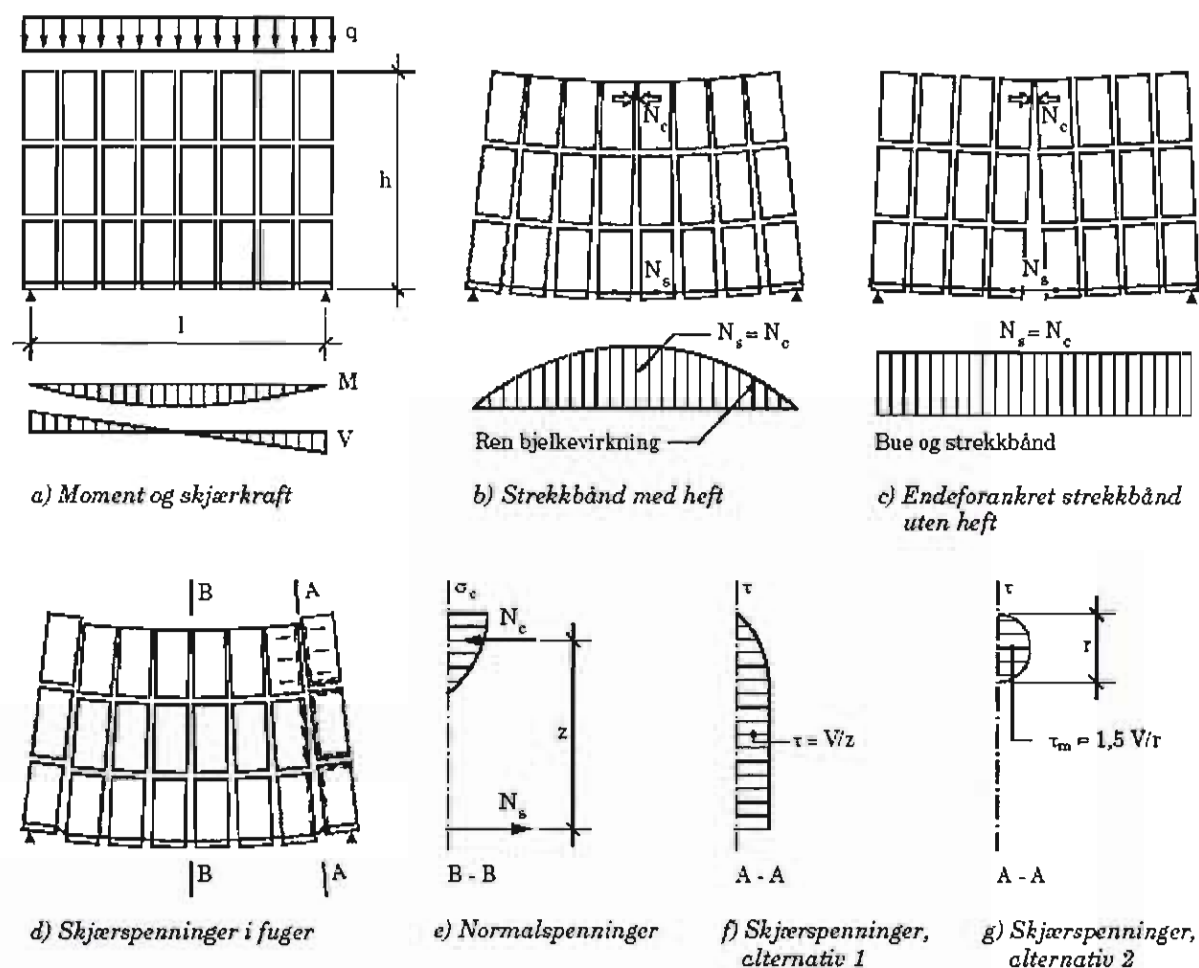 q
h
l
M
V
a) Moment og skjærkraft
N_c
N_s
N_s = N_c
Ren bjelkevirkning
b) Strekkbånd med heft
N_c
N_s
N_s = N_c
Bue og strekkbånd
c) Endeforankret strekkbånd
uten heft
B
A
B
A
d) Skjærspenninger i fuger
σ_c
N_c
z
N_s
B - B
e) Normalspenninger
τ
τ = V/z
A - A
f) Skjærspenninger,
alternativ 1
τ
r
τ_m = 1,5 V/r
A - A
g) Skjærspenninger,
alternativ 2